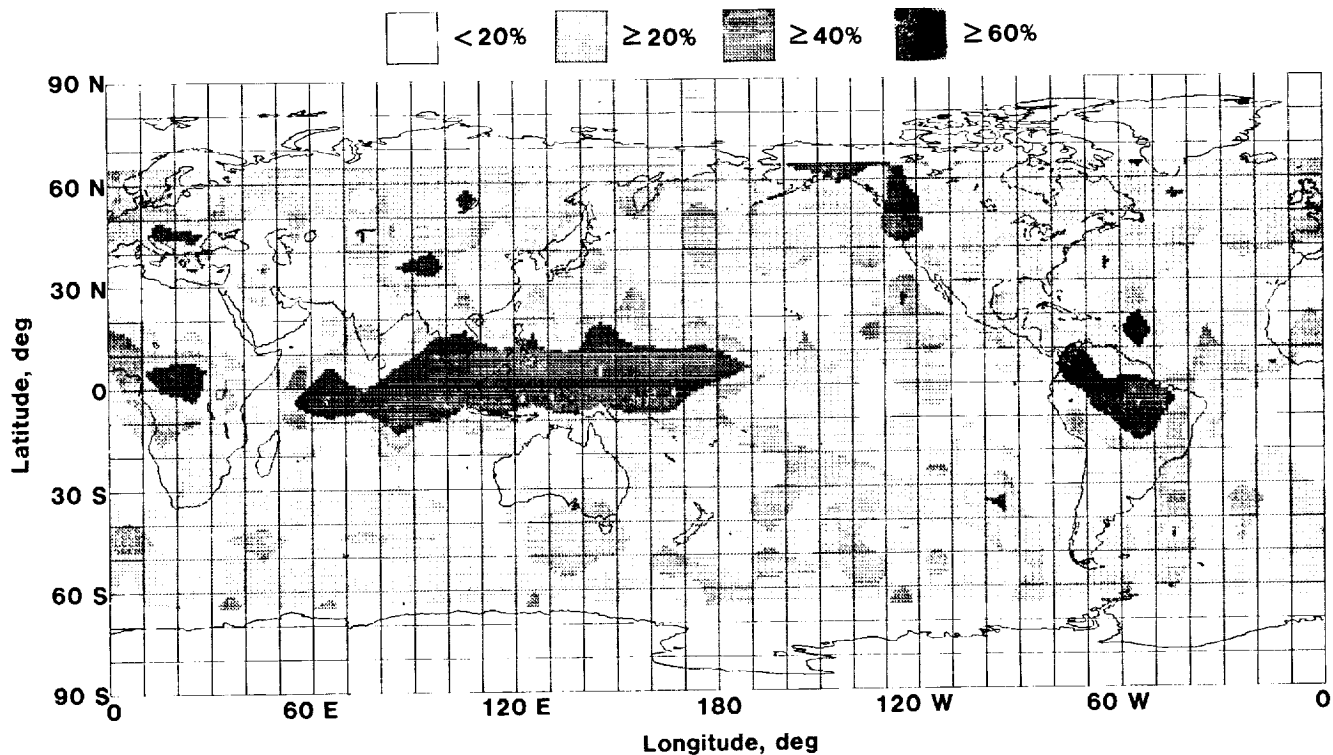 <20% ≥20% ≥40% ≥60%
90 N
60 N
30 N
0
30 S
60 S
90 S
Latitude, deg
0 60 E 120 E 180 120 W 60 W 0
Longitude, deg